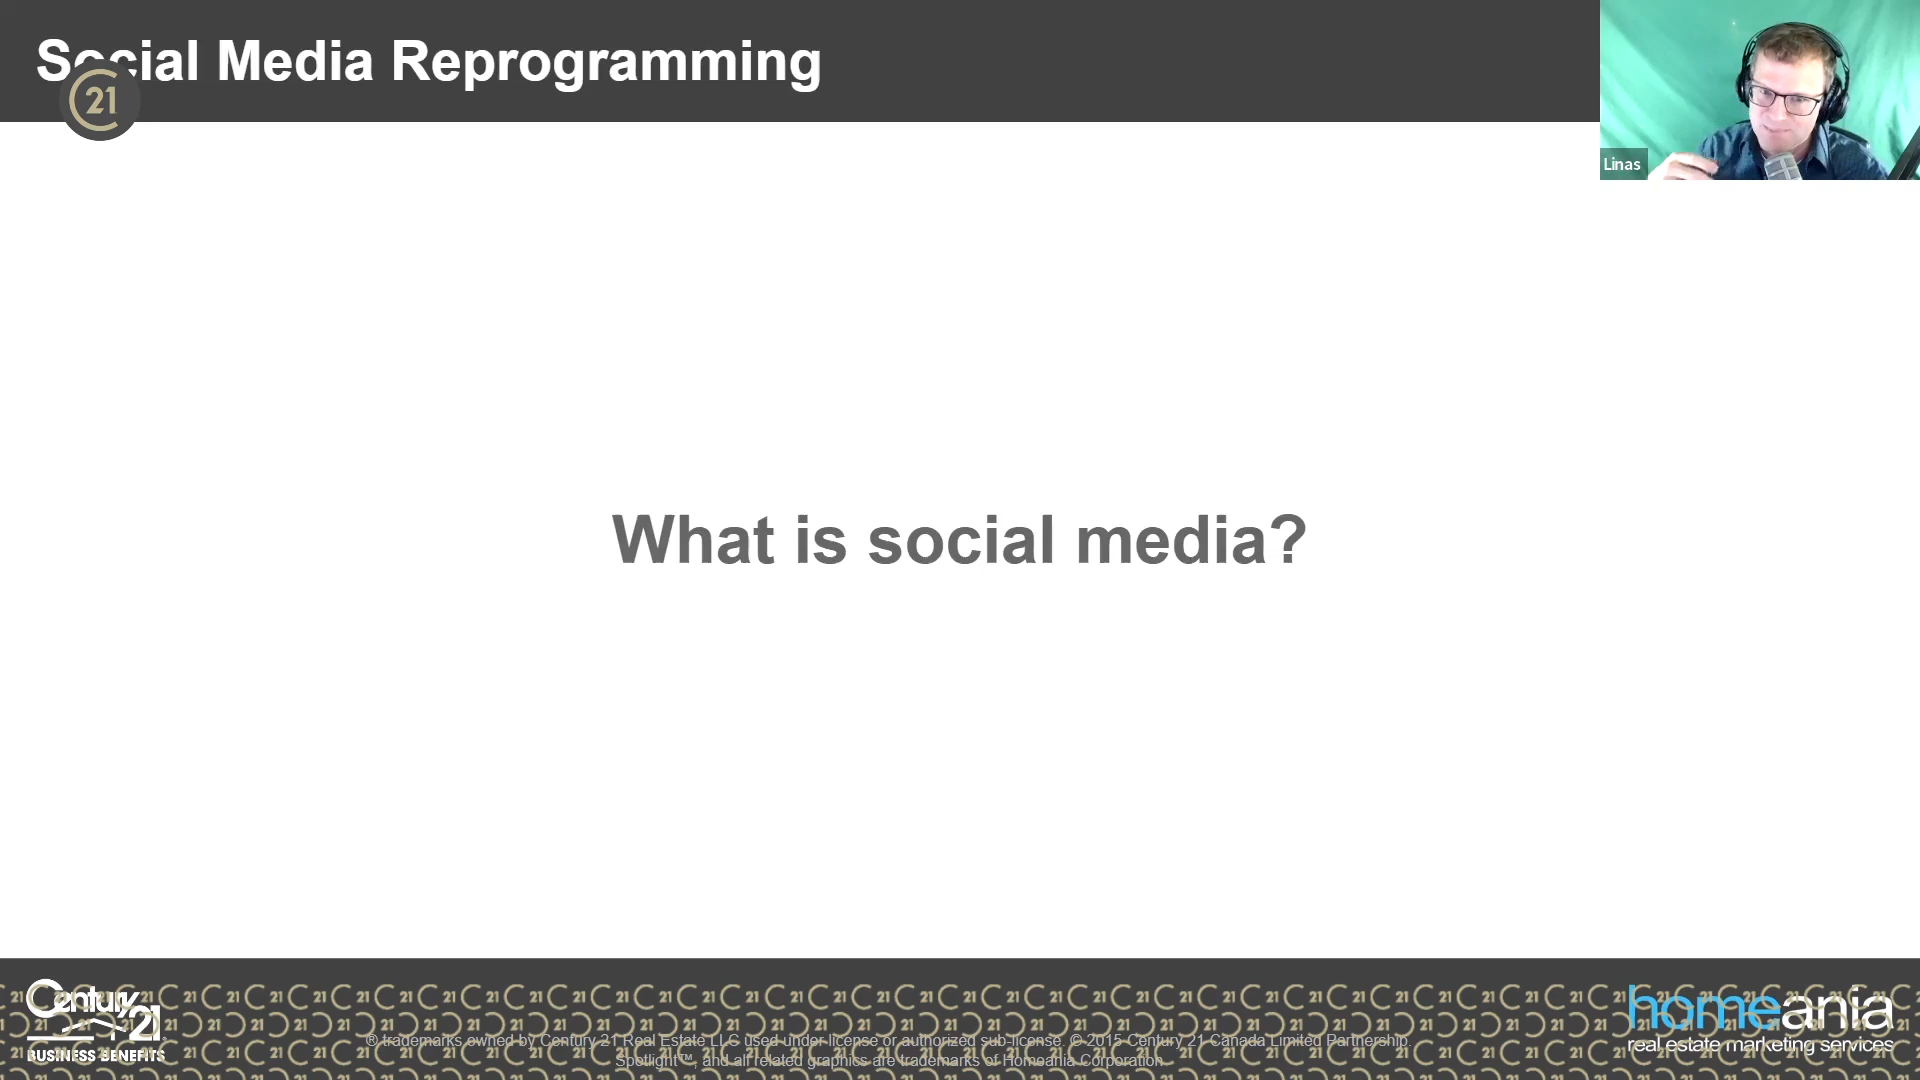 Social Media Reprogramming
21
Linas
What is social media?
Century 21
BUSINESS BENEFITS
® trademarks owned by Century 21 Real Estate LLC used under license or authorized sub-license. © 2015 Century 21 Canada Limited Partnership.
Spotlight™, and all related graphics are trademarks of Homeania Corporation
homeania
real estate marketing services